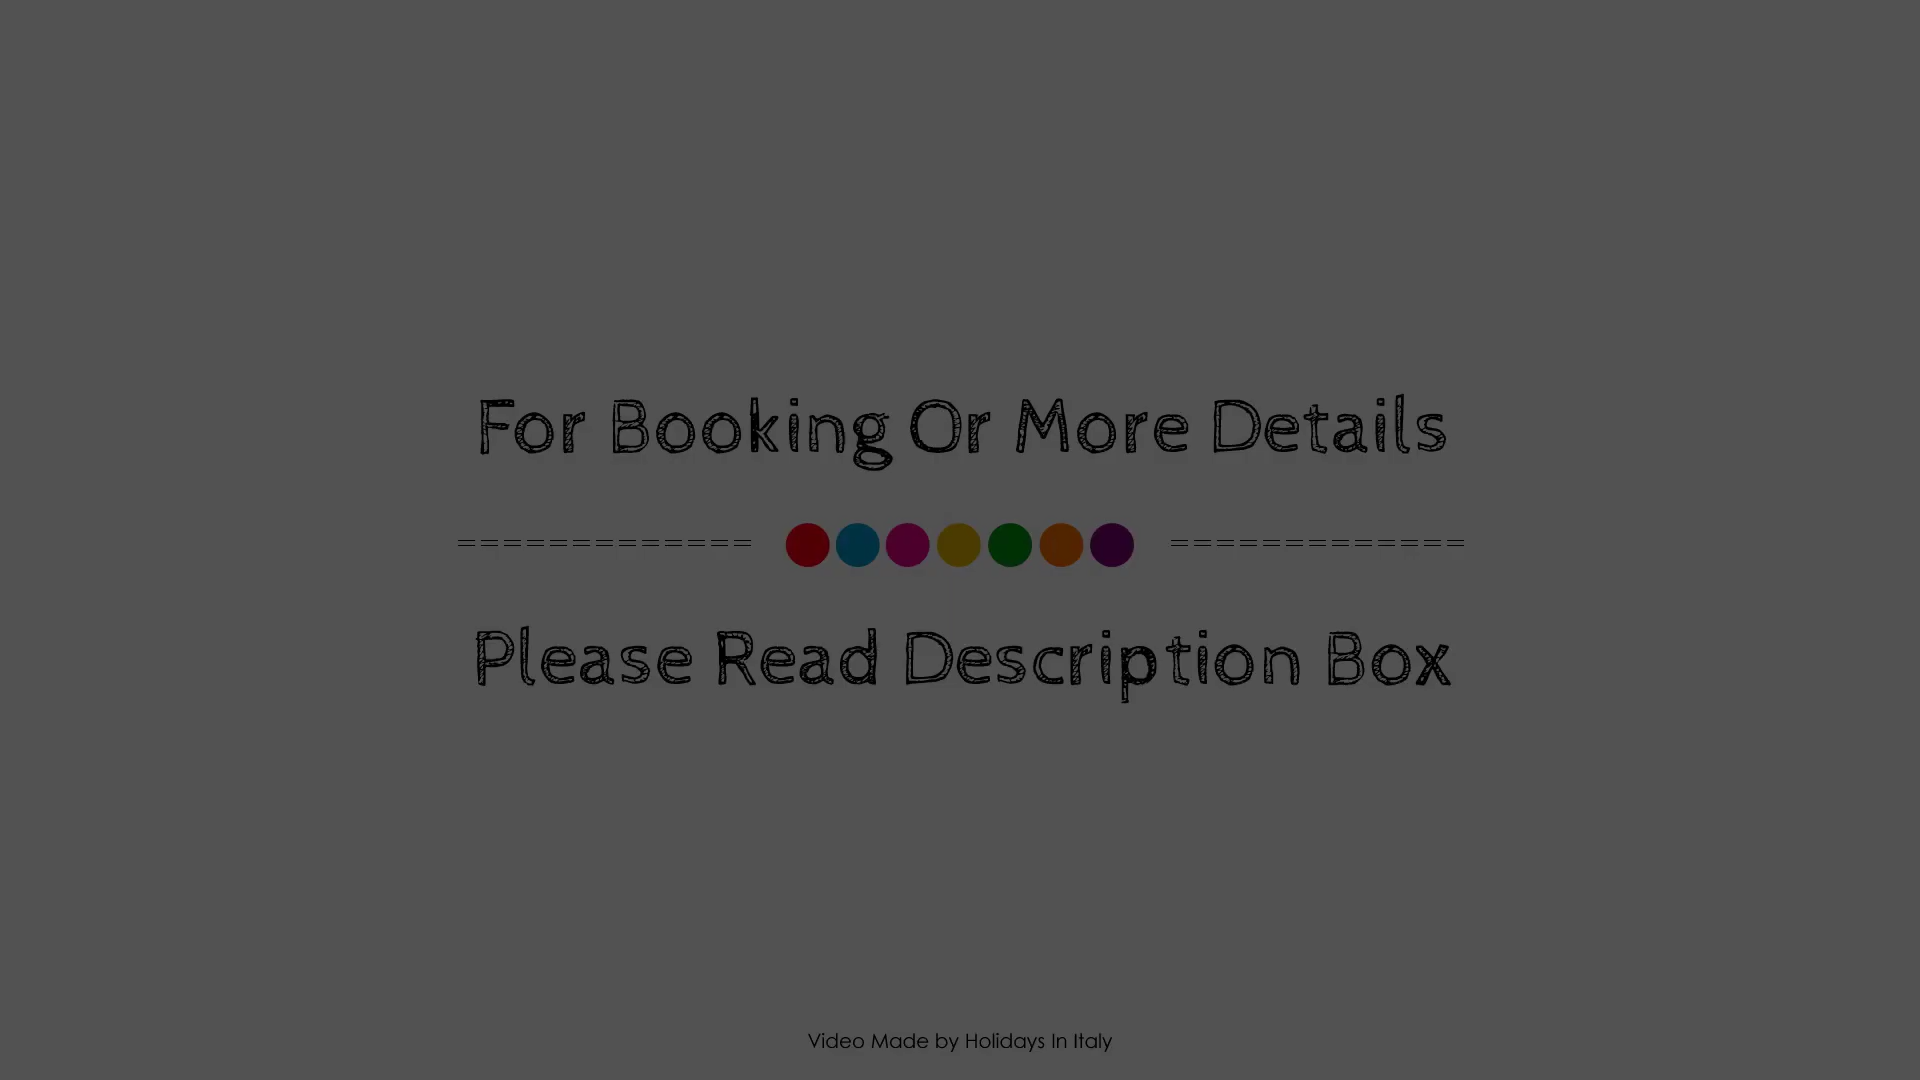 For Booking Or More Details
============= =============
Please Read Description Box
Video Made by Holidays In Italy